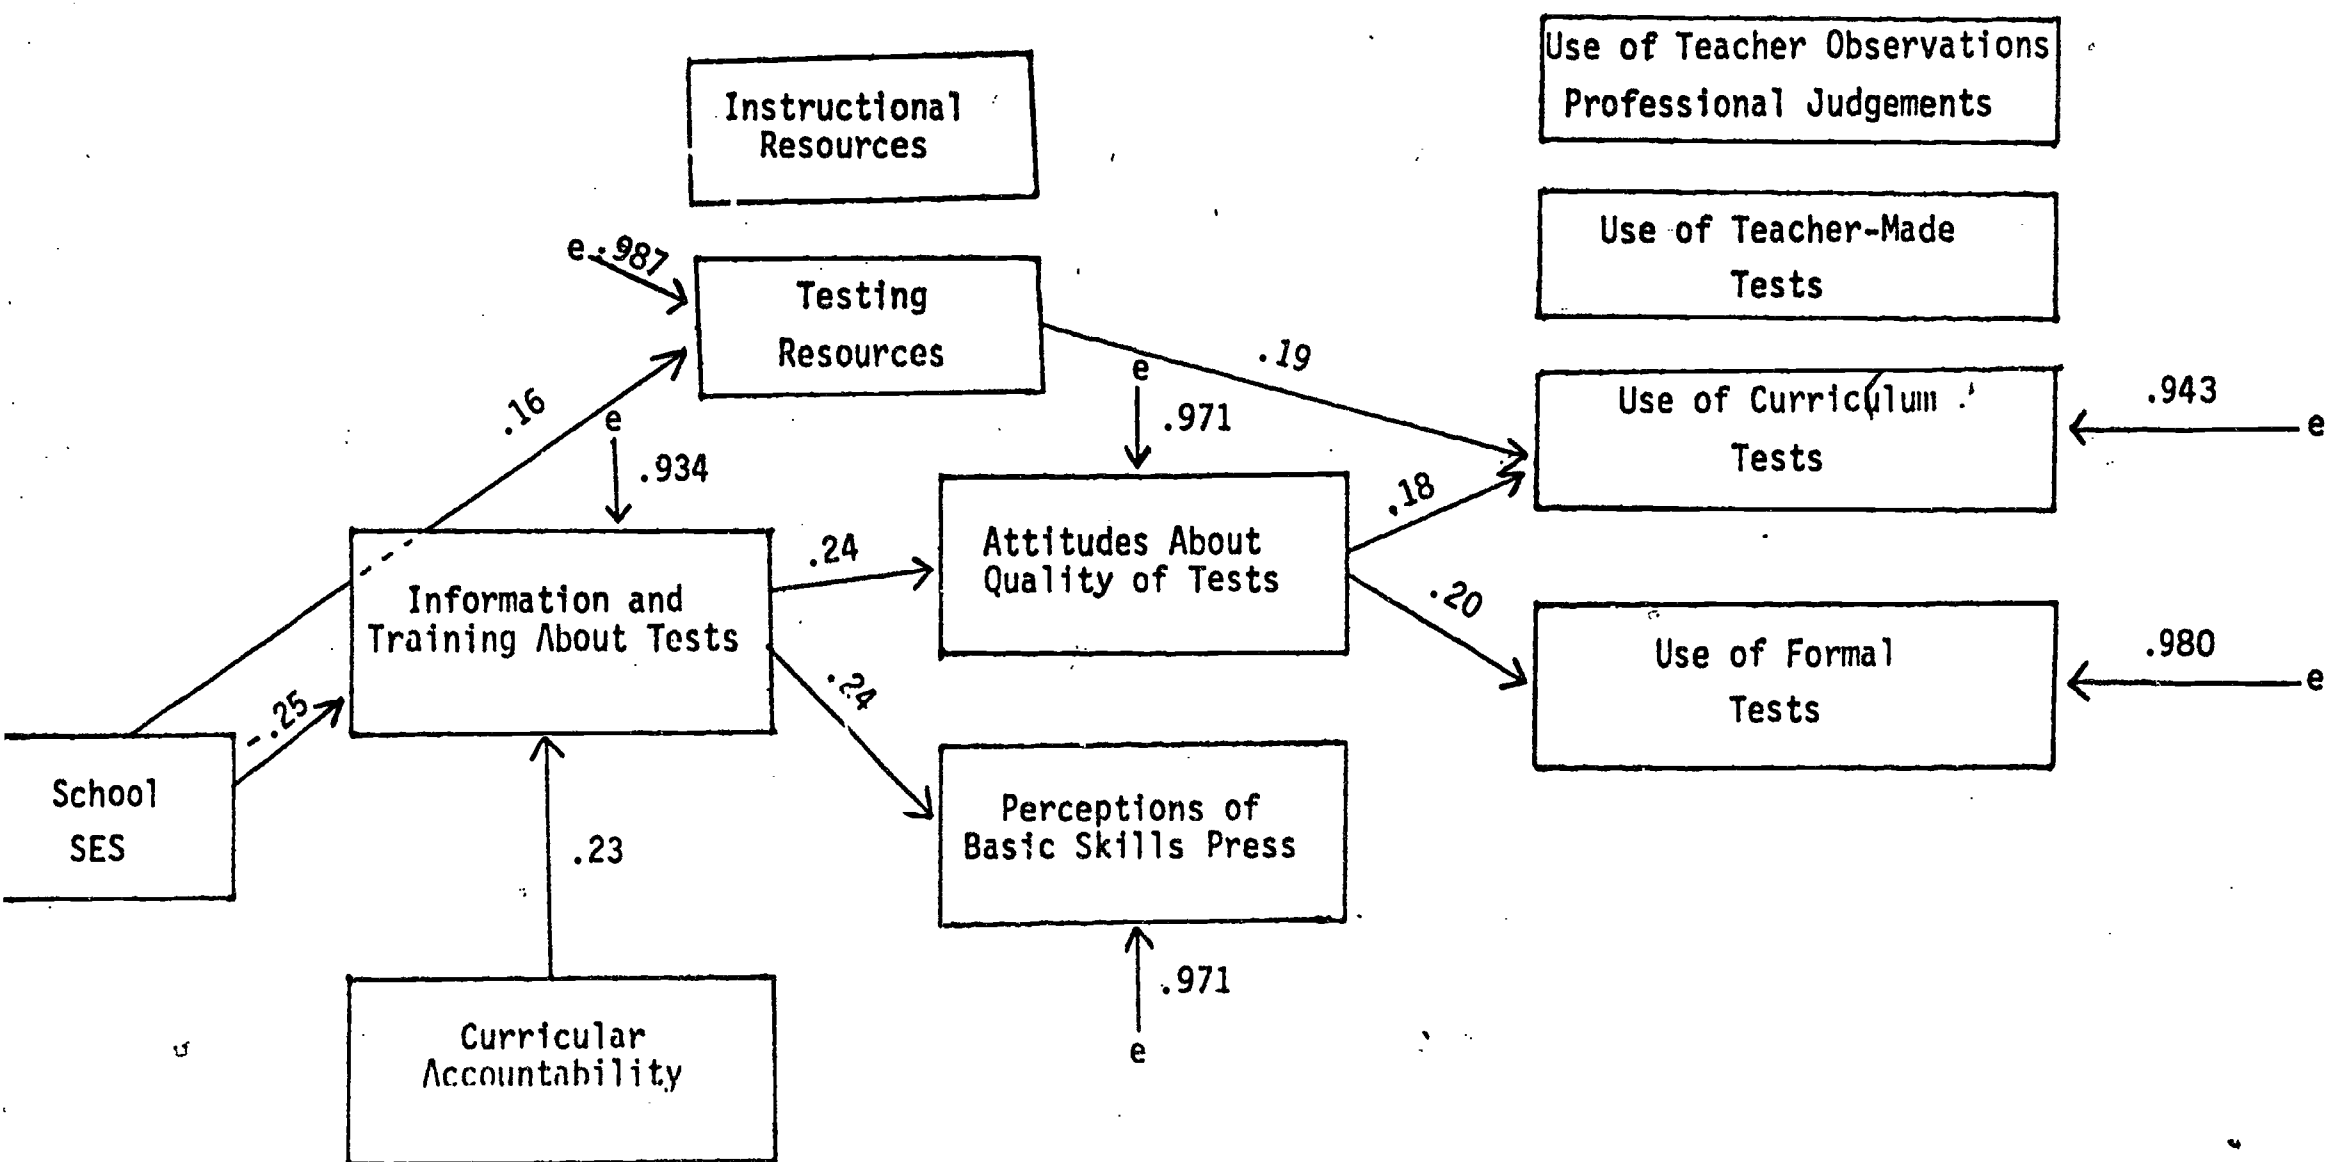 Use of Teacher Observations
Professional Judgements
Instructional
Resources
Use of Teacher-Made
Tests
e .987
Testing
Resources
.19
e
.971
Use of Curriculum
Tests
.943
e
.16
e
.934
.18
Attitudes About
Quality of Tests
.24
.20
Information and
Training About Tests
Use of Formal
Tests
.980
e
.24
-.25
School
SES
Perceptions of
Basic Skills Press
.23
.971
e
Curricular
Accountability